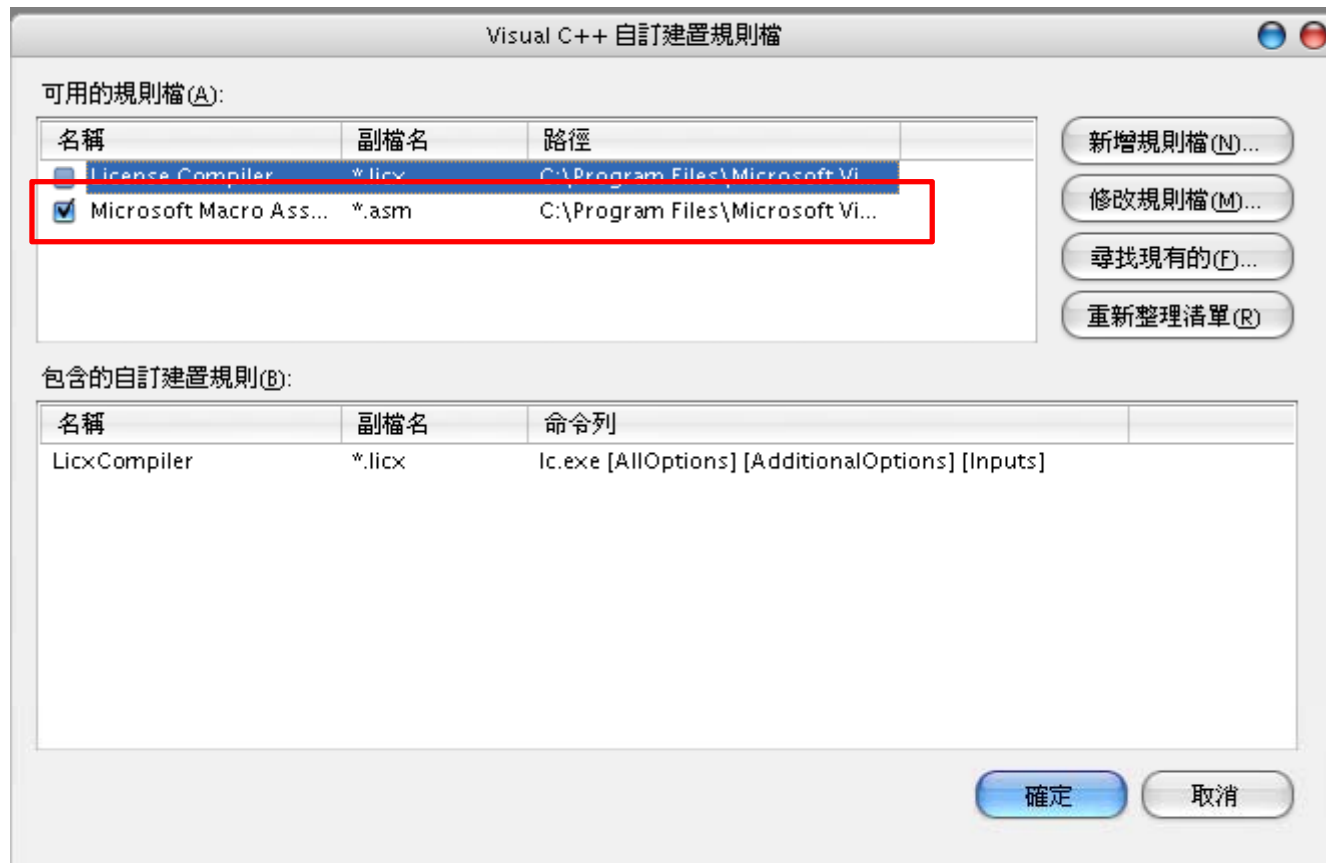 Visual C++ 自訂建置規則檔
可用的規則檔(A):
名稱 副檔名 路徑
License Compiler *.licx C:\Program Files\Microsoft Vi...
Microsoft Macro Ass... *.asm C:\Program Files\Microsoft Vi...
新增規則檔(N)...
修改規則檔(M)...
尋找現有的(F)...
重新整理清單(R)
包含的自訂建置規則(B):
名稱 副檔名 命令列
LicxCompiler *.licx lc.exe [AllOptions] [AdditionalOptions] [Inputs]
確定 取消